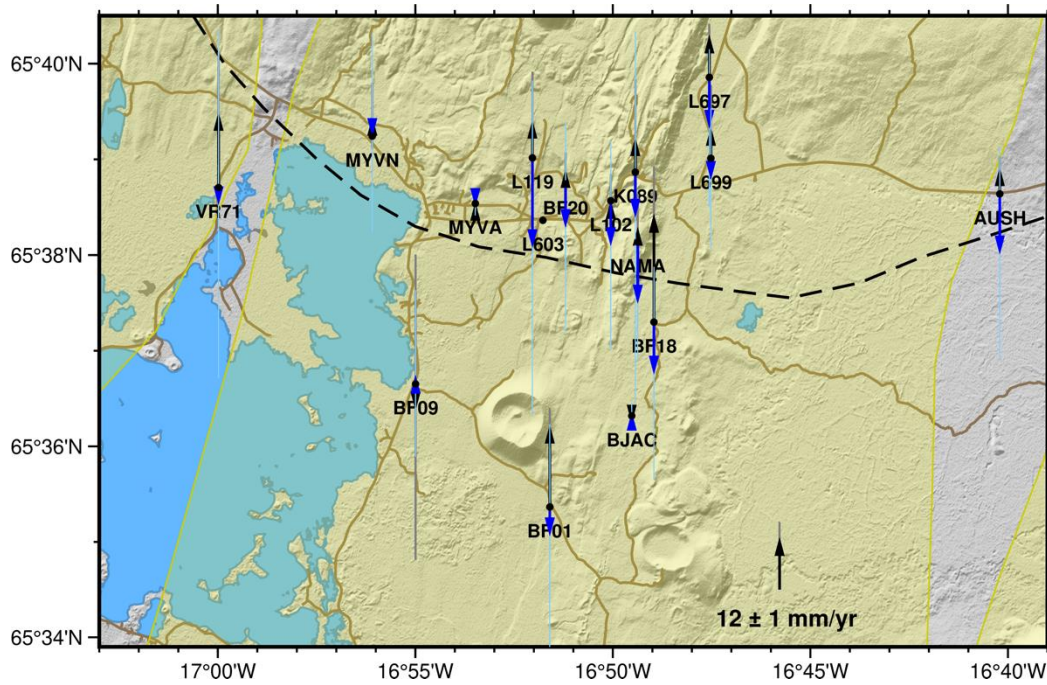 65°40'N
L697
MYVN
L119
L699
K089
VR71
BF20
AUSH
MYVA
L102
L603
65°38'N
NAMA
BF18
BF09
65°36'N
BJAC
BF01
12 ± 1 mm/yr
65°34'N
17°00'W
16°55'W
16°50'W
16°45'W
16°40'W